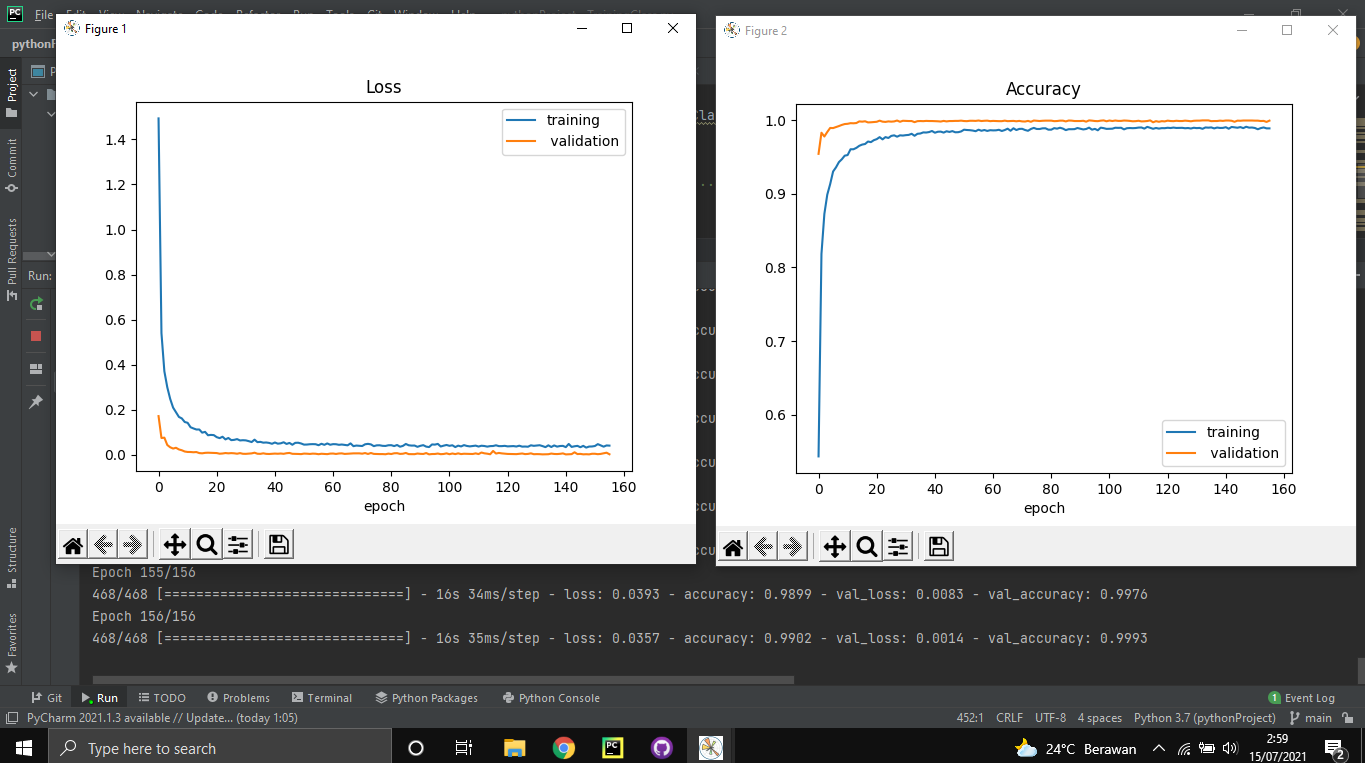 File
Figure 1
Loss
training
validation
1.4
1.2
1.0
0.8
0.6
0.4
0.2
0.0
0 20 40 60 80 100 120 140 160
epoch
Figure 2
Accuracy
1.0
0.9
0.8
0.7
0.6
training
validation
0 20 40 60 80 100 120 140 160
epoch
Project
Commit
Pull Requests
Structure
Favorites
Run:
Epoch 155/156
468/468 [==============================] - 16s 34ms/step - loss: 0.0393 - accuracy: 0.9899 - val_loss: 0.0083 - val_accuracy: 0.9976
Epoch 156/156
468/468 [==============================] - 16s 35ms/step - loss: 0.0357 - accuracy: 0.9902 - val_loss: 0.0014 - val_accuracy: 0.9993
Git Run TODO Problems Terminal Python Packages Python Console 1 Event Log
PyCharm 2021.1.3 available // Update... (today 1:05) 452:1 CRLF UTF-8 4 spaces Python 3.7 (pythonProject) main
Type here to search
PC
24°C Berawan
2:59
15/07/2021
2